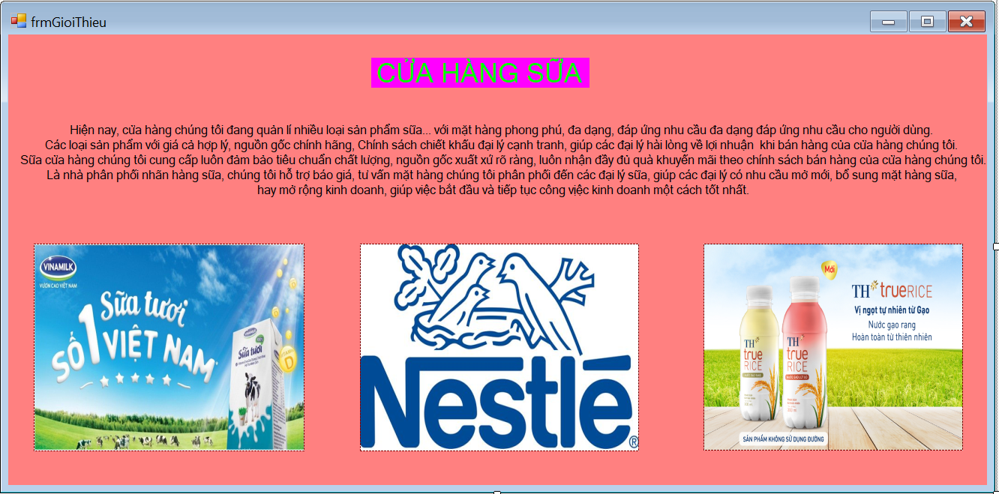 frmGioiThieu
CỬA HÀNG SỮA
Hiện nay, cửa hàng chúng tôi đang quản lí nhiều loại sản phẩm sữa... với mặt hàng phong phú, đa dạng, đáp ứng nhu cầu đa dạng đáp ứng nhu cầu cho người dùng.
Các loại sản phẩm với giá cả hợp lý, nguồn gốc chính hãng, Chính sách chiết khấu đại lý cạnh tranh, giúp các đại lý hài lòng về lợi nhuận  khi bán hàng của cửa hàng chúng tôi.
Sữa cửa hàng chúng tôi cung cấp luôn đảm bảo tiêu chuẩn chất lượng, nguồn gốc xuất xứ rõ ràng, luôn nhận đầy đủ quà khuyến mãi theo chính sách bán hàng của cửa hàng chúng tôi.
Là nhà phân phối nhãn hàng sữa, chúng tôi hỗ trợ báo giá, tư vấn mặt hàng chúng tôi phân phối đến các đại lý sữa, giúp các đại lý có nhu cầu mở mới, bổ sung mặt hàng sữa,
hay mở rộng kinh doanh, giúp việc bắt đầu và tiếp tục công việc kinh doanh một cách tốt nhất.
VINAMILK
VƯƠN CAO VIỆT NAM
Sữa tươi
SỐ 1 VIỆT NAM
Sữa tươi
D
Nestlé®
Mới
TH true RICE
Vị ngọt tự nhiên từ Gạo
Nước gạo rang
Hoàn toàn từ thiên nhiên
TH
true
RICE
TH
true
RICE
SẢN PHẨM KHÔNG SỬ DỤNG ĐƯỜNG